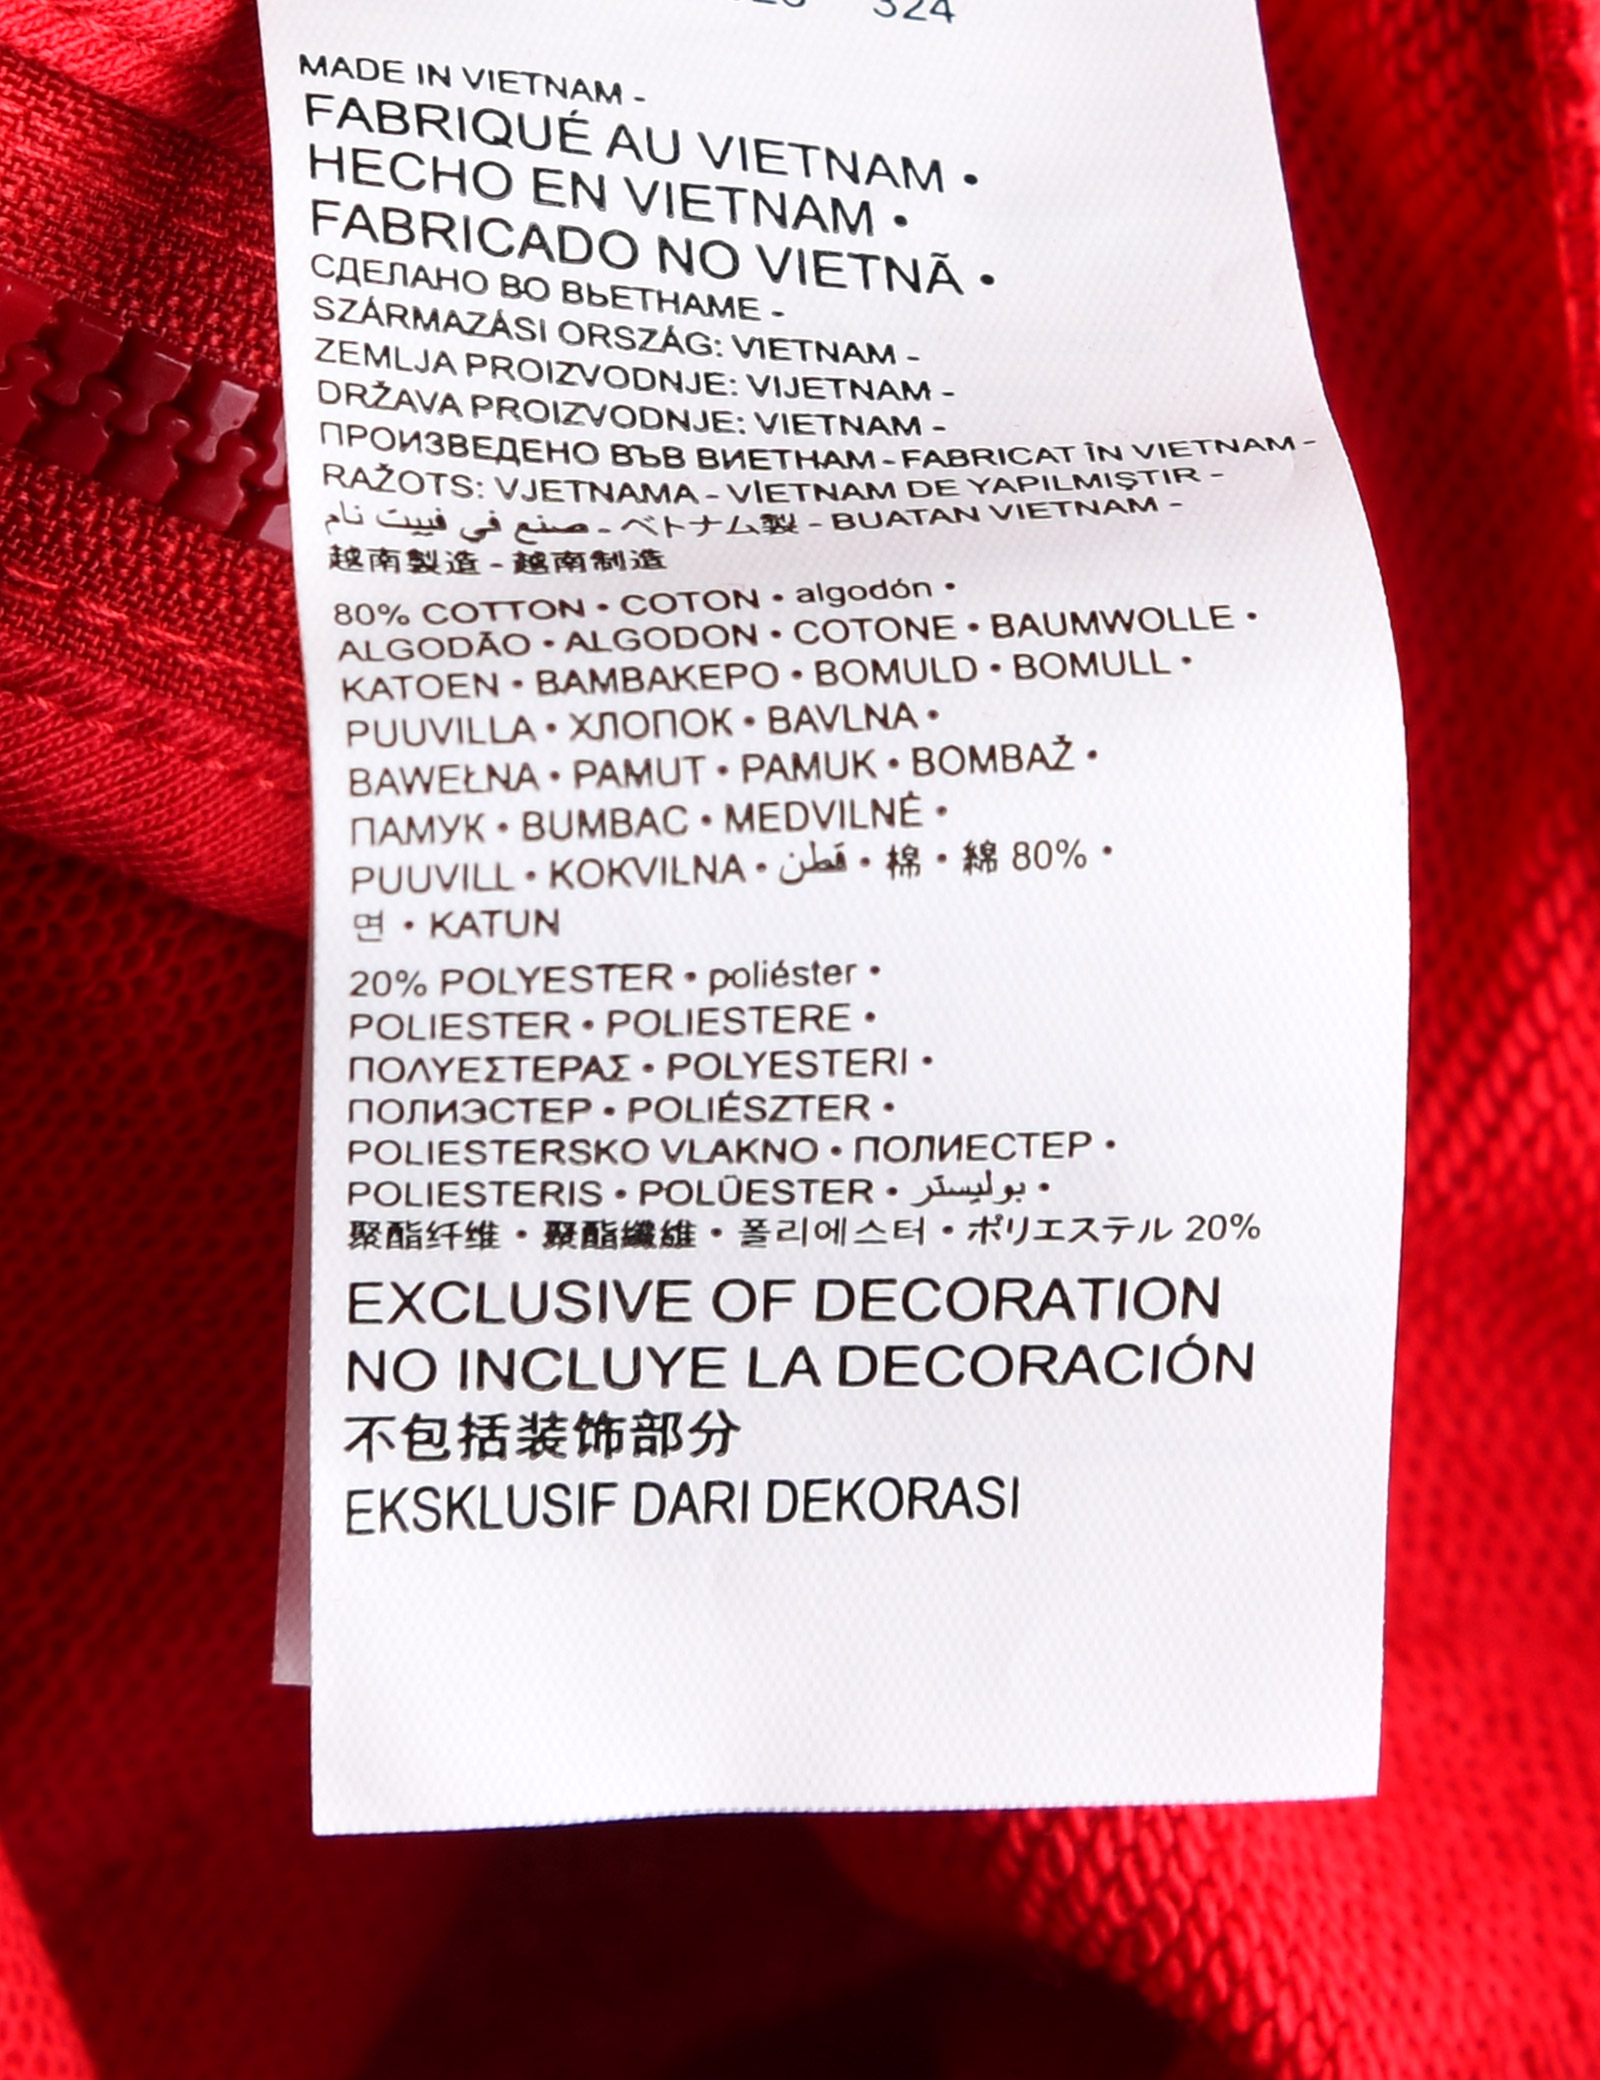 324
MADE IN VIETNAM -
FABRIQUÉ AU VIETNAM •
HECHO EN VIETNAM •
FABRICADO NO VIETNÃ •
СДЕЛАНО ВО ВЬЕТНАМЕ -
SZÁRMAZÁSI ORSZÁG: VIETNAM -
ZEMLJA PROIZVODNJE: VIJETNAM -
DRŽAVA PROIZVODNJE: VIETNAM -
ПРОИЗВЕДЕНО ВЪВ ВИЕТНАМ - FABRICAT ÎN VIETNAM -
RAŽOTS: VJETNAMA - VİETNAM DE YAPILMIŞTIR -
صنع في فييت نام - ベトナム製 - BUATAN VIETNAM -
越南製造 - 越南制造
80% COTTON • COTON • algodón •
ALGODÃO • ALGODON • COTONE • BAUMWOLLE •
KATOEN • ΒΑΜΒΑΚΕΡΟ • BOMULD • BOMULL •
PUUVILLA • ХЛОПОК • BAVLNA •
BAWEŁNA • PAMUT • PAMUK • BOMBAŽ •
ПАМУК • BUMBAC • MEDVILNĖ •
PUUVILL • KOKVILNA • قطن • 棉 • 綿 80% •
면 • KATUN
20% POLYESTER • poliéster •
POLIESTER • POLIESTERE •
ΠΟΛΥΕΣΤΕΡΑΣ • POLYESTERI •
ПОЛИЭСТЕР • POLIÉSZTER •
POLIESTERSKO VLAKNO • ПОЛИЕСТЕР •
POLIESTERIS • POLÜESTER • بوليستر •
聚酯纤维 • 聚酯纖維 • 폴리에스터 • ポリエステル 20%
EXCLUSIVE OF DECORATION
NO INCLUYE LA DECORACIÓN
不包括装饰部分
EKSKLUSIF DARI DEKORASI